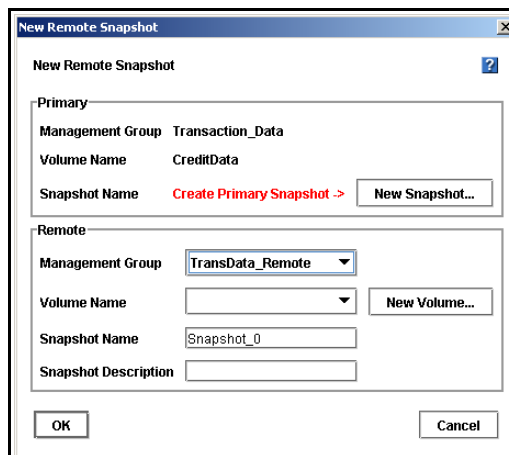 New Remote Snapshot
New Remote Snapshot ?
Primary
Management Group Transaction_Data
Volume Name CreditData
Snapshot Name Create Primary Snapshot -> New Snapshot...
Remote
Management Group TransData_Remote
Volume Name New Volume...
Snapshot Name Snapshot_0
Snapshot Description
OK Cancel